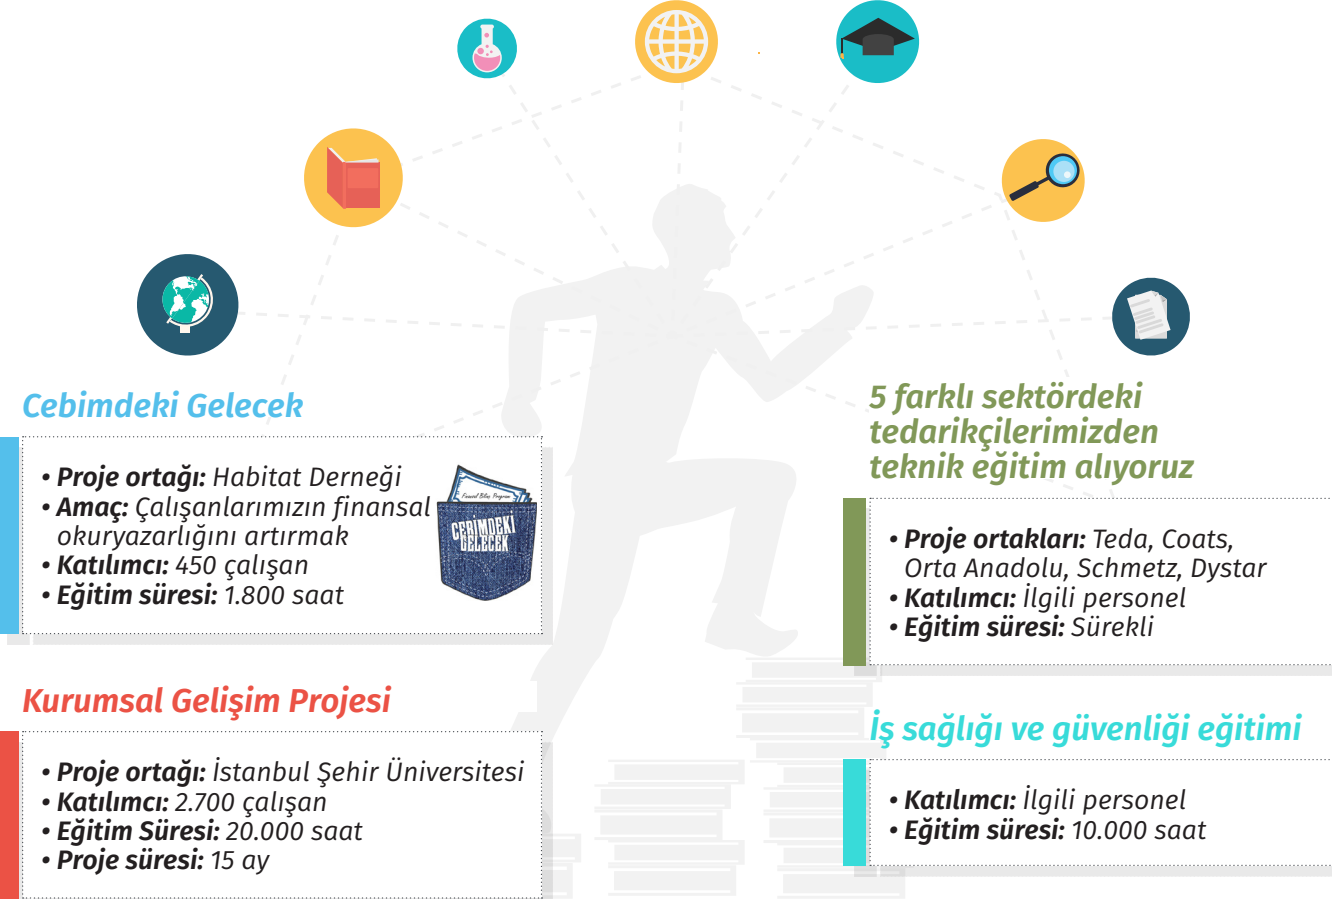 Cebimdeki Gelecek
• Proje ortağı: Habitat Derneği
• Amaç: Çalışanlarımızın finansal
okuryazarlığını artırmak
• Katılımcı: 450 çalışan
• Eğitim süresi: 1.800 saat
CEBİMDEKİ
GELECEK
Kurumsal Gelişim Projesi
• Proje ortağı: İstanbul Şehir Üniversitesi
• Katılımcı: 2.700 çalışan
• Eğitim Süresi: 20.000 saat
• Proje süresi: 15 ay
5 farklı sektördeki
tedarikçilerimizden
teknik eğitim alıyoruz
• Proje ortakları: Teda, Coats,
Orta Anadolu, Schmetz, Dystar
• Katılımcı: İlgili personel
• Eğitim süresi: Sürekli
İş sağlığı ve güvenliği eğitimi
• Katılımcı: İlgili personel
• Eğitim süresi: 10.000 saat